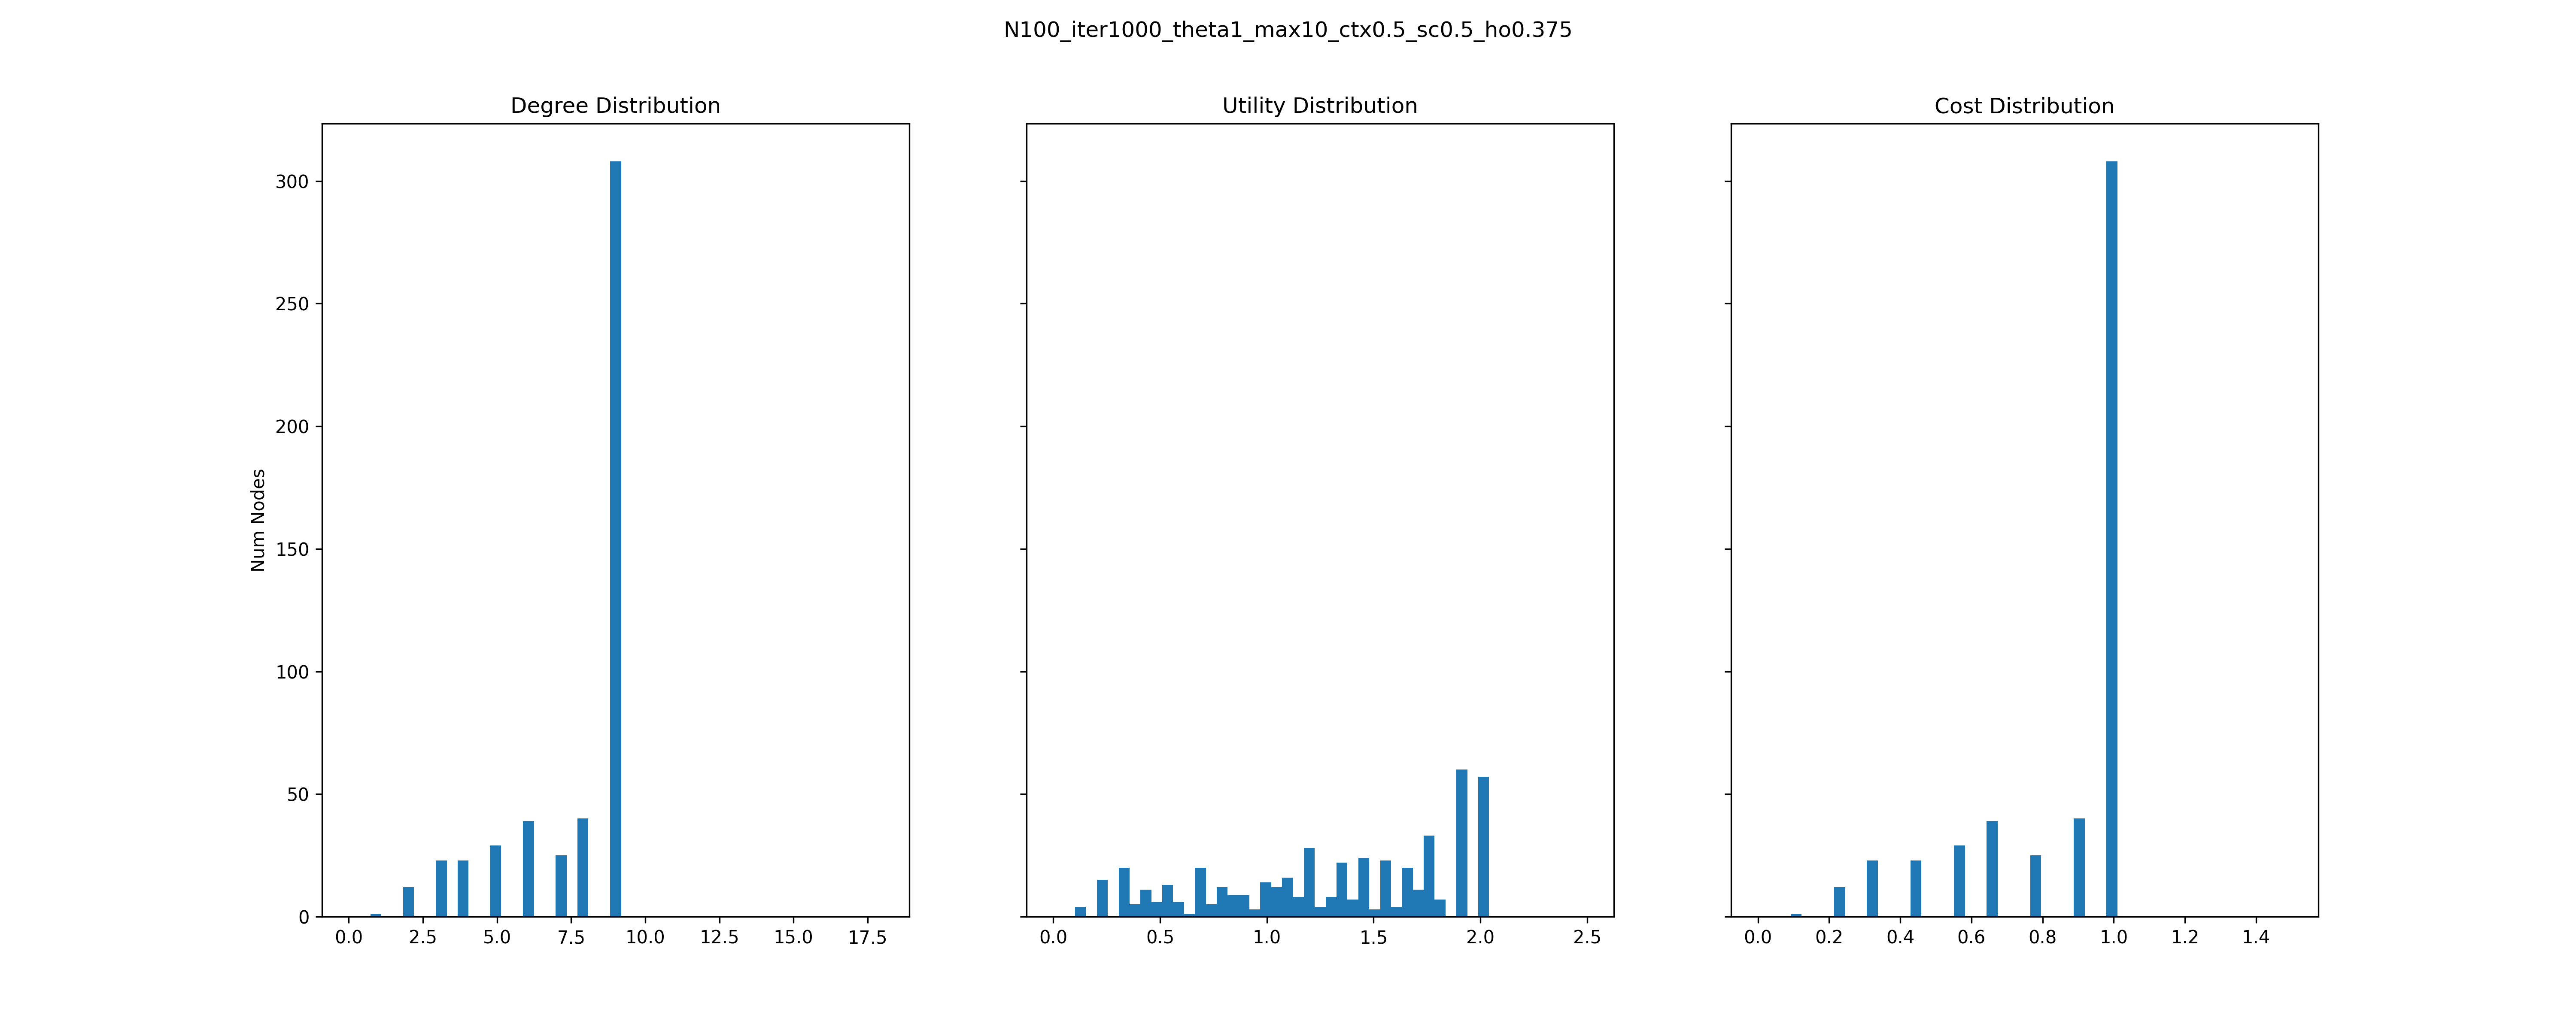 N100_iter1000_theta1_max10_ctx0.5_sc0.5_ho0.375
Degree Distribution
Utility Distribution
Cost Distribution
Num Nodes
300
250
200
150
100
50
0
0.0 2.5 5.0 7.5 10.0 12.5 15.0 17.5
0.0 0.5 1.0 1.5 2.0 2.5
0.0 0.2 0.4 0.6 0.8 1.0 1.2 1.4